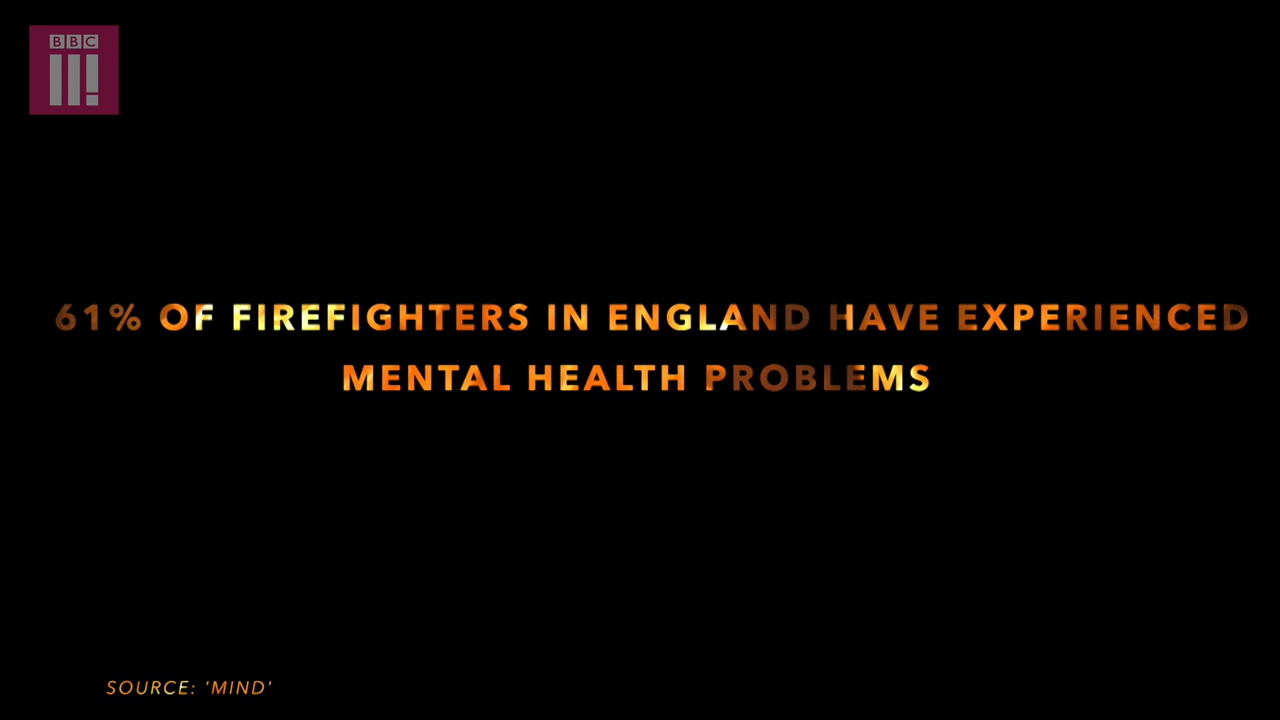 BBC
61% OF FIREFIGHTERS IN ENGLAND HAVE EXPERIENCED
MENTAL HEALTH PROBLEMS
SOURCE: 'MIND'